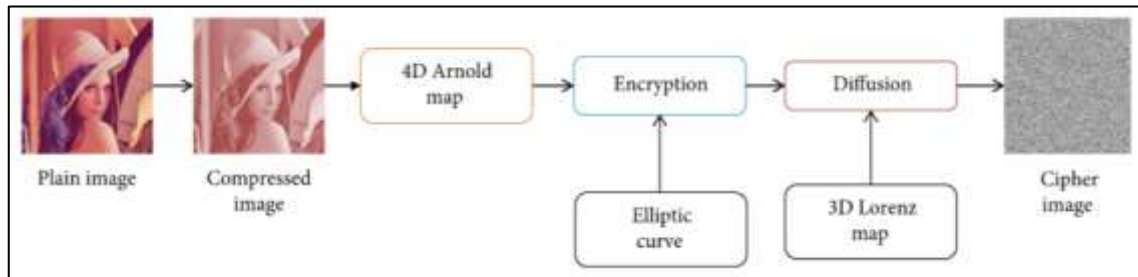 Plain image
Compressed
image
4D Arnold
map
Encryption
Diffusion
Elliptic
curve
3D Lorenz
map
Cipher
image